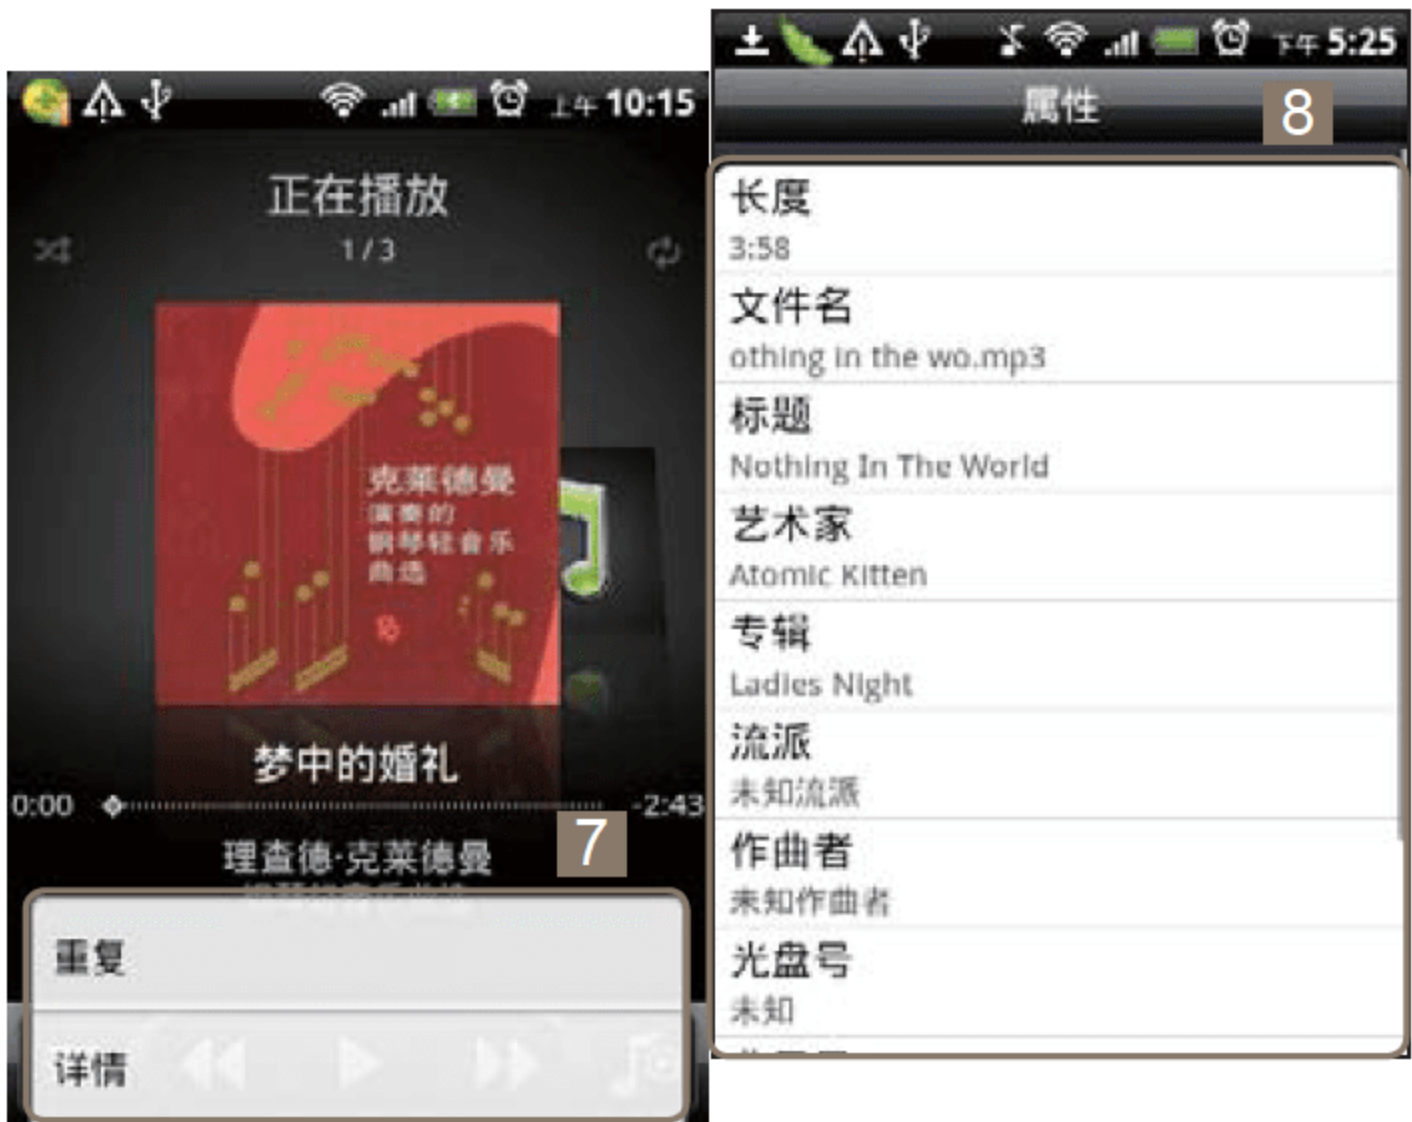 上午 10:15
正在播放
1/3
克莱德曼
演奏的
钢琴轻音乐
曲选
梦中的婚礼
0:00
-2:43
理查德·克莱德曼
7
重复
详情
下午 5:25
属性
8
长度
3:58
文件名
othing in the wo.mp3
标题
Nothing In The World
艺术家
Atomic Kitten
专辑
Ladies Night
流派
未知流派
作曲者
未知作曲者
光盘号
未知